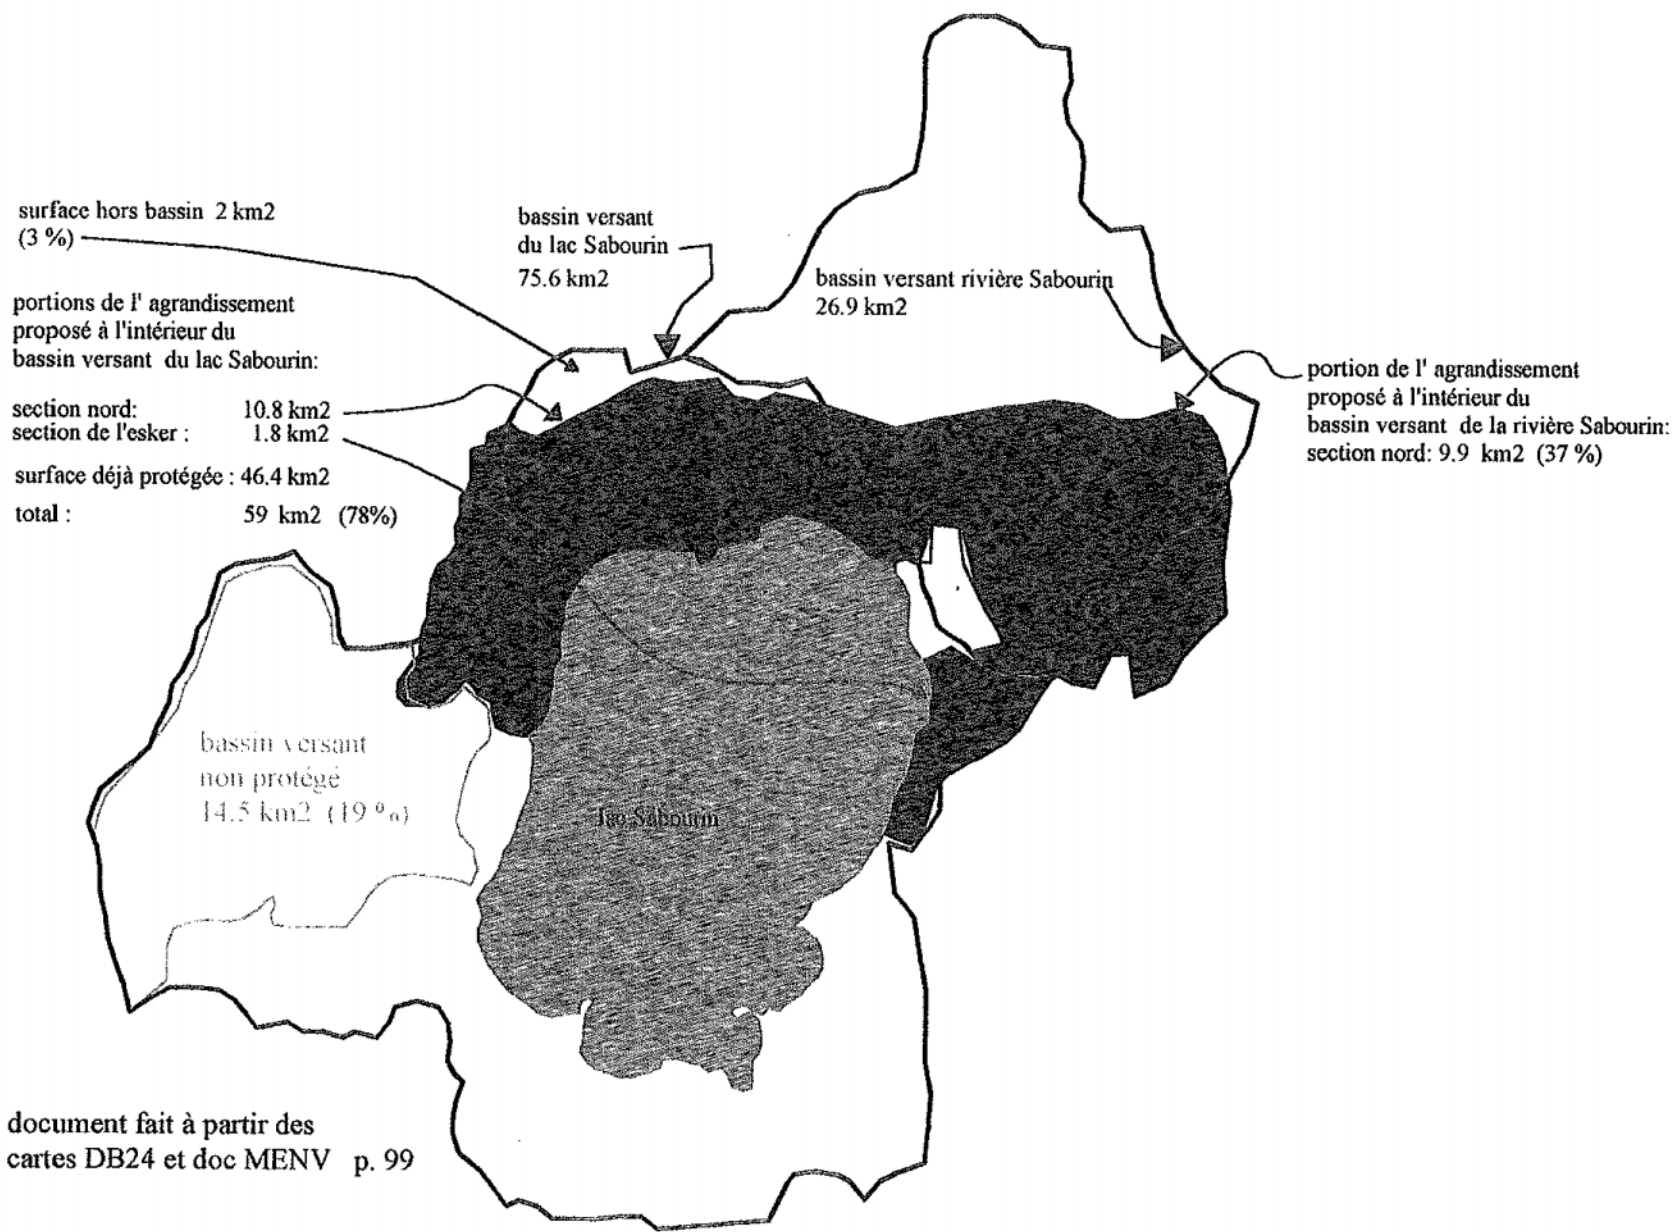 surface hors bassin 2 km2
(3 %)
bassin versant
du lac Sabourin
75.6 km2
bassin versant rivière Sabourin
26.9 km2
portions de l' agrandissement
proposé à l'intérieur du
bassin versant du lac Sabourin:
section nord: 10.8 km2
section de l'esker : 1.8 km2
surface déjà protégée : 46.4 km2
total : 59 km2 (78%)
portion de l' agrandissement
proposé à l'intérieur du
bassin versant de la rivière Sabourin:
section nord: 9.9 km2 (37 %)
bassin versant
non protégé
14.5 km2 (19 %)
lac Sabourin
document fait à partir des
cartes DB24 et doc MENV p. 99